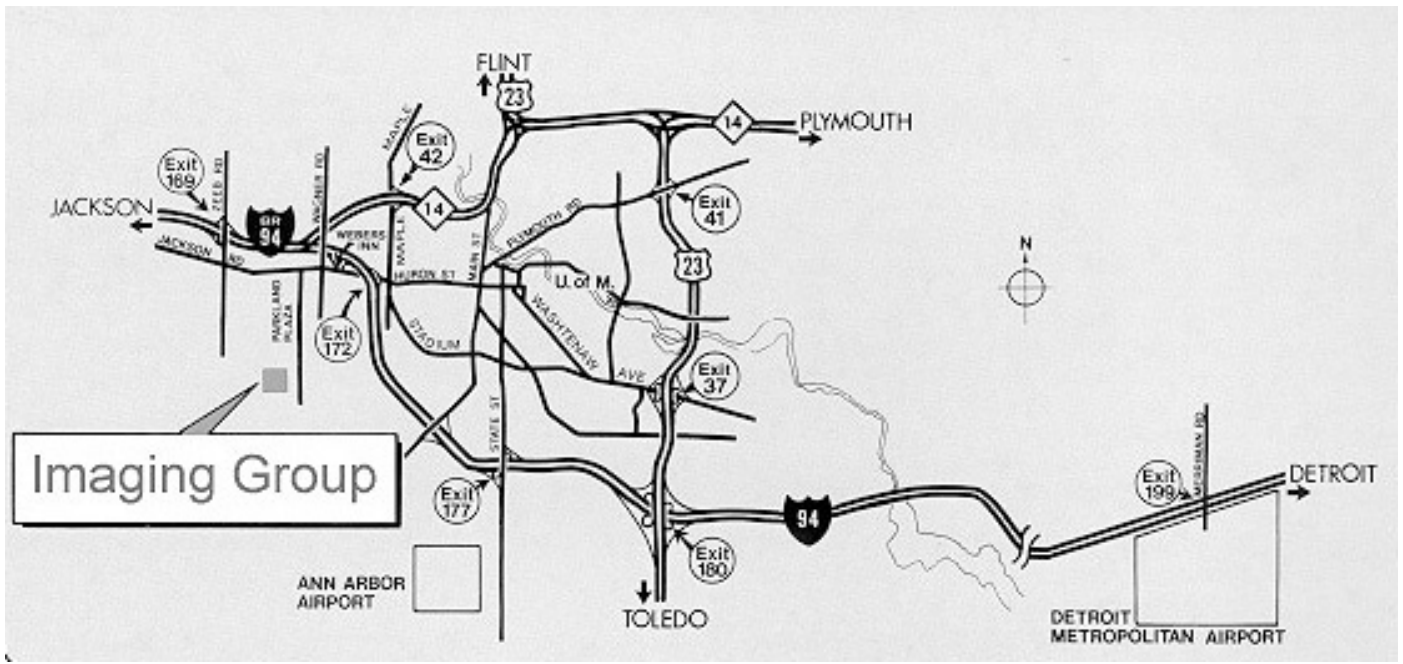 FLINT
23
14
PLYMOUTH
MAPLE
Exit
42
Exit
169
ZEEB RD
WAGNER RD
JACKSON
94
14
Exit
41
PLYMOUTH RD
WEBERS
INN
MAPLE
MAIN ST
JACKSON RD
HURON ST
U. of M.
23
N
PARKLAND
PLAZA
Exit
172
STADIUM
WASHTENAW
AVE
Exit
37
STATE ST
Imaging Group
Exit
177
94
MERRIMAN RD
Exit
199
DETROIT
Exit
180
ANN ARBOR
AIRPORT
TOLEDO
DETROIT
METROPOLITAN AIRPORT